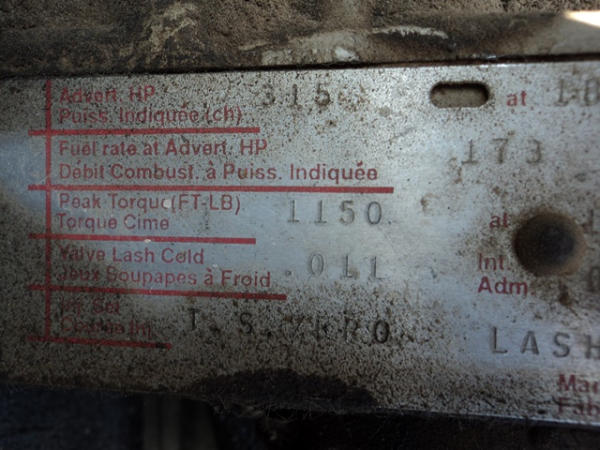 Advert. HP 315 at
Puiss. Indiquée (ch)
Fuel rate at Advert. HP 173
Débit Combust. à Puiss. Indiquée
Peak Torque (FT-LB) 1150 at
Torque Cime
Valve Lash Cold .011 Int.
Jeux Soupapes à Froid Adm
T.S. ZERO LASH